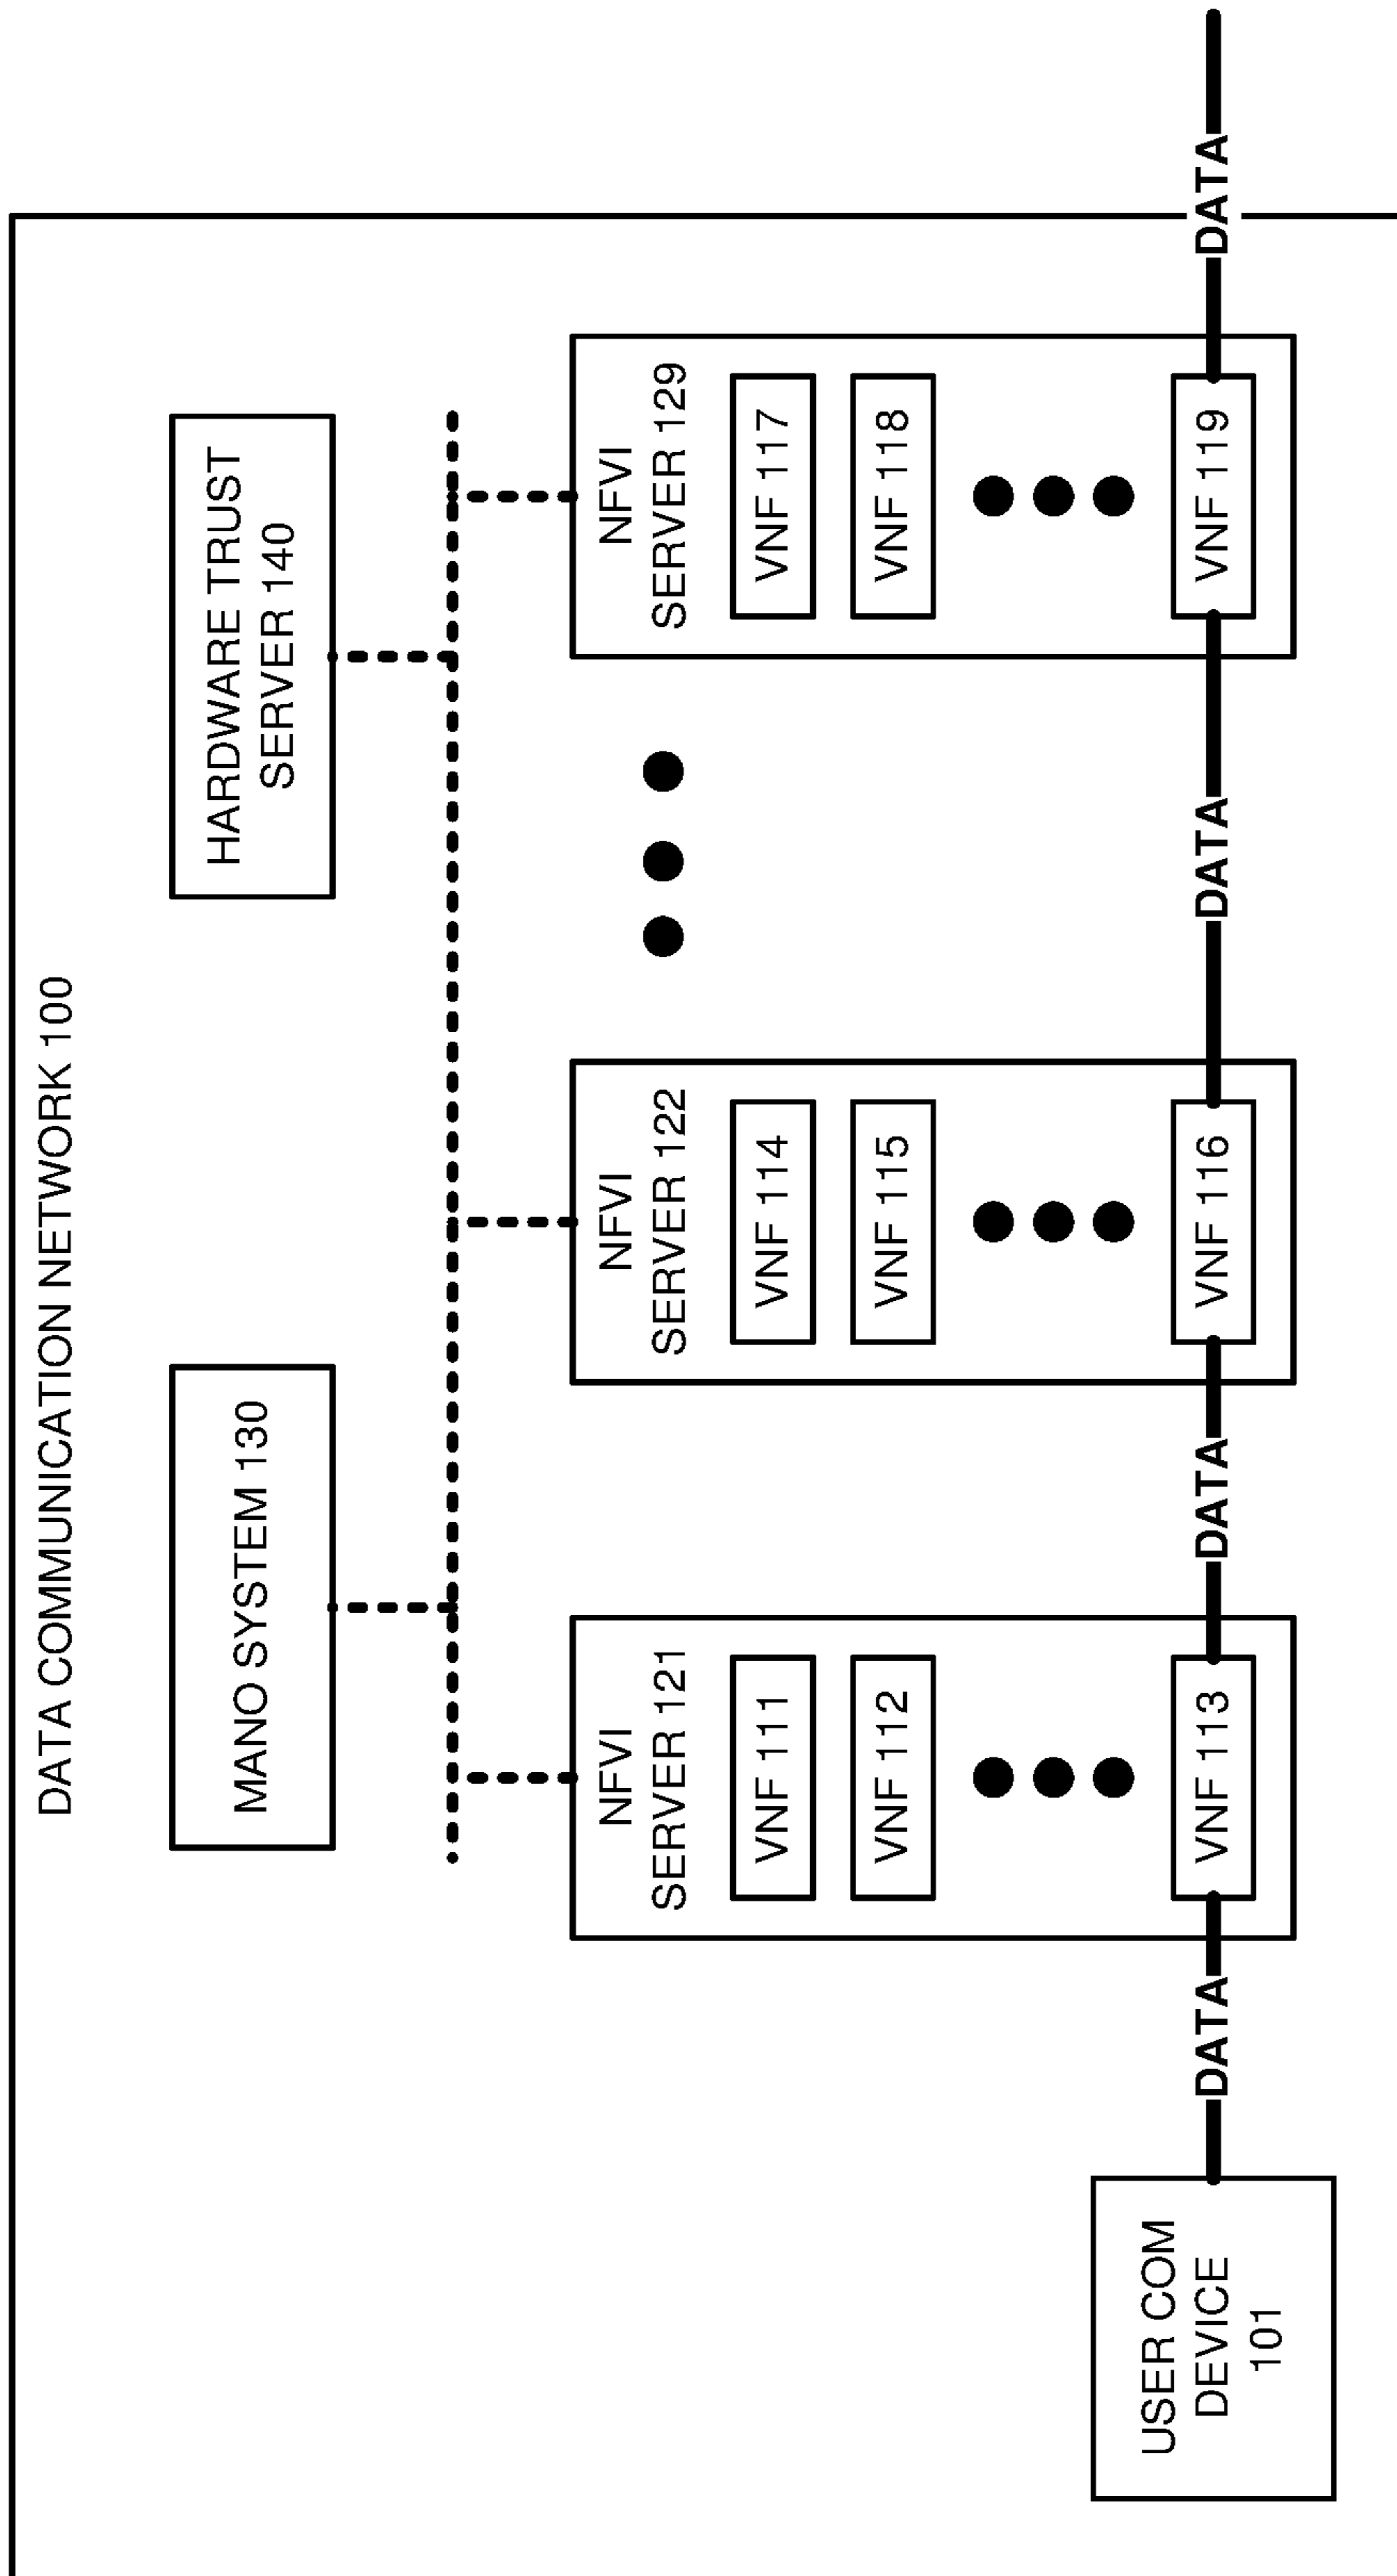 DATA COMMUNICATION NETWORK 100
MANO SYSTEM 130
HARDWARE TRUST
SERVER 140
NFVI
SERVER 121
VNF 111
VNF 112
VNF 113
NFVI
SERVER 122
VNF 114
VNF 115
VNF 116
NFVI
SERVER 129
VNF 117
VNF 118
VNF 119
USER COM
DEVICE
101
DATA
DATA
DATA
DATA